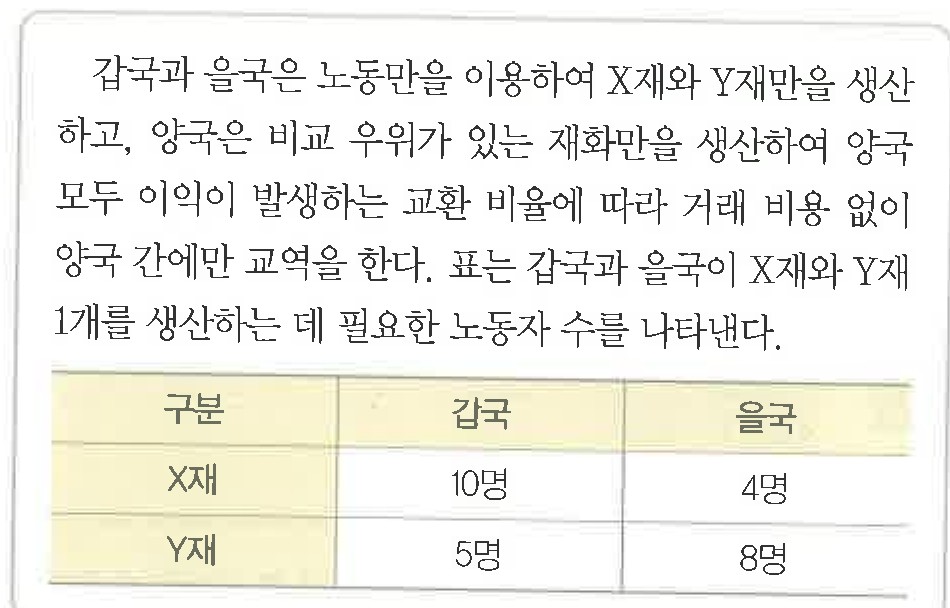 갑국과 을국은 노동만을 이용하여 X재와 Y재만을 생산
하고, 양국은 비교 우위가 있는 재화만을 생산하여 양국
모두 이익이 발생하는 교환 비율에 따라 거래 비용 없이
양국 간에만 교역을 한다. 표는 갑국과 을국이 X재와 Y재
1개를 생산하는 데 필요한 노동자 수를 나타낸다.
구분 갑국 을국
X재 10명 4명
Y재 5명 8명